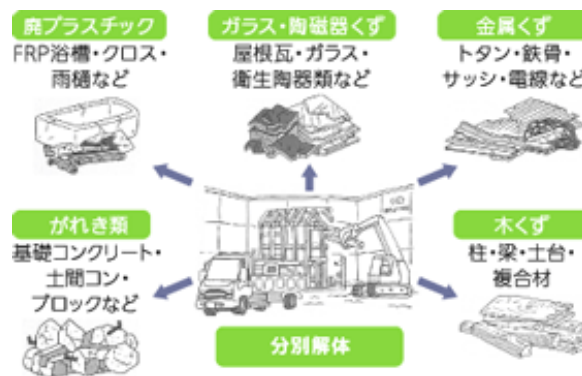 廃プラスチック
FRP浴槽・クロス・
雨樋など
ガラス・陶磁器くず
屋根瓦・ガラス・
衛生陶器類など
金属くず
トタン・鉄骨・
サッシ・電線など
がれき類
基礎コンクリート・
土間コン・
ブロックなど
木くず
柱・梁・土台・
複合材
分別解体